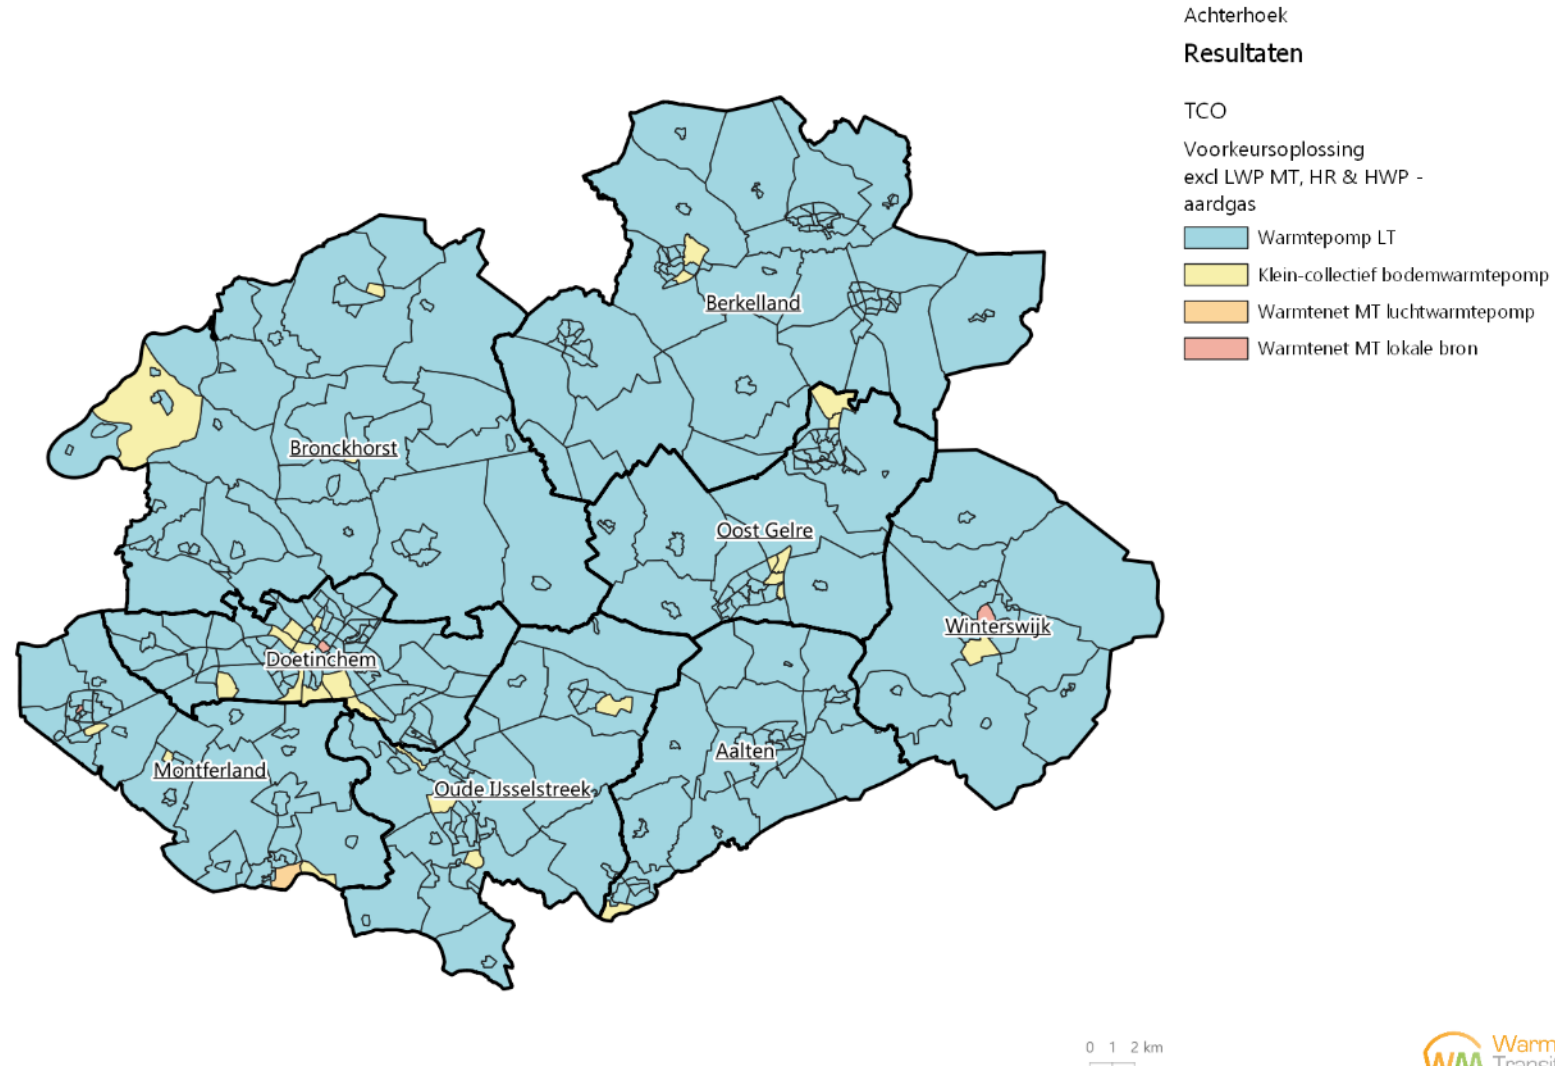 Achterhoek
Resultaten
TCO
Voorkeursoplossing
excl LWP MT, HR & HWP -
aardgas
Warmtepomp LT
Klein-collectief bodemwarmtepomp
Warmtenet MT luchtwarmtepomp
Warmtenet MT lokale bron
Berkelland
Bronckhorst
Oost Gelre
Winterswijk
Doetinchem
Aalten
Montferland
Oude IJsselstreek
0 1 2 km
Warm
Transit